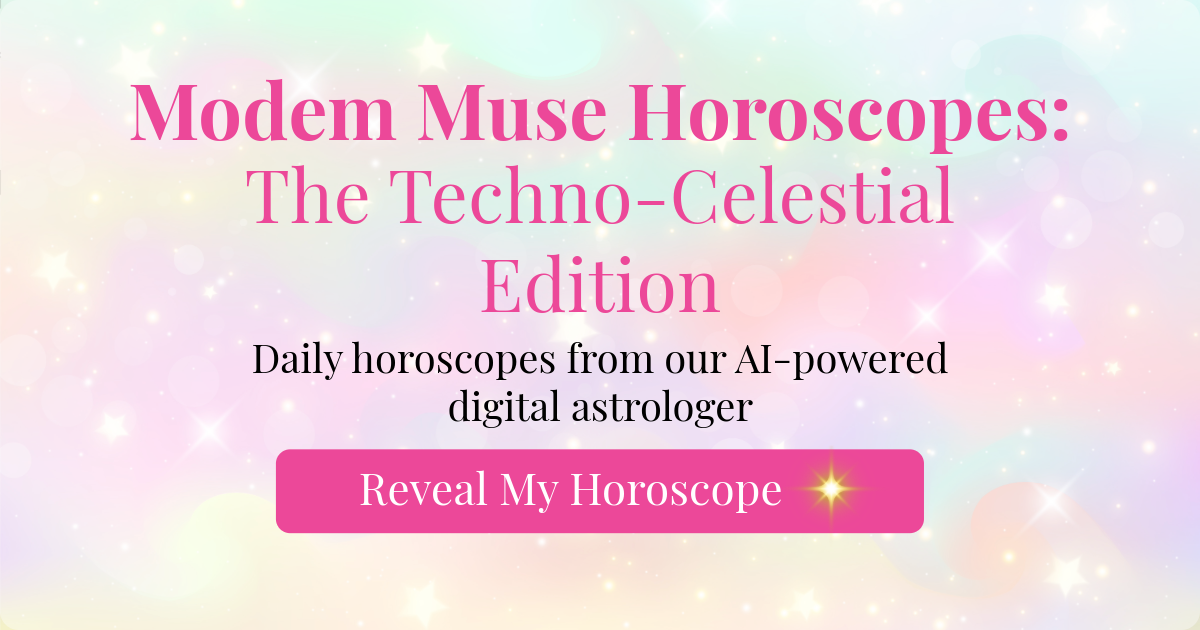 Modem Muse Horoscopes:
The Techno-Celestial
Edition
Daily horoscopes from our AI-powered
digital astrologer
Reveal My Horoscope